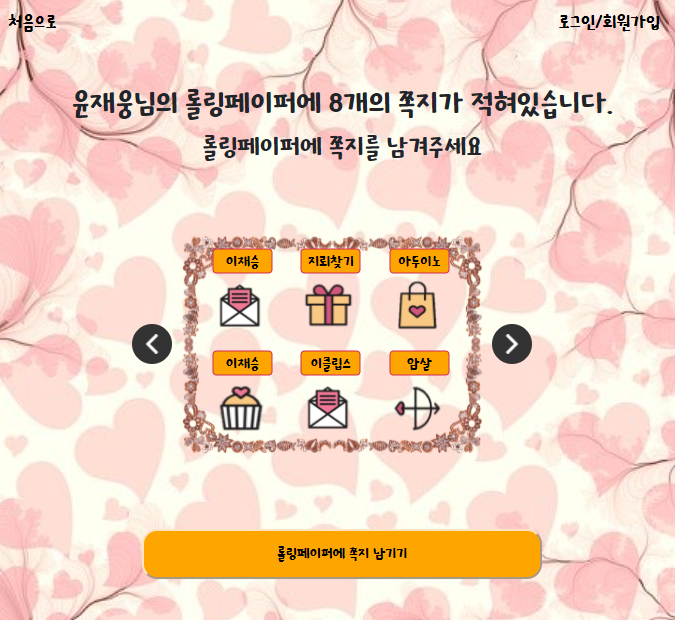 처음으로
로그인/회원가입
윤재웅님의 롤링페이퍼에 8개의 쪽지가 적혀있습니다.
롤링페이퍼에 쪽지를 남겨주세요
이재승 지뢰찾기 아두이노
이재승 이클립스 암살
롤링페이퍼에 쪽지 남기기